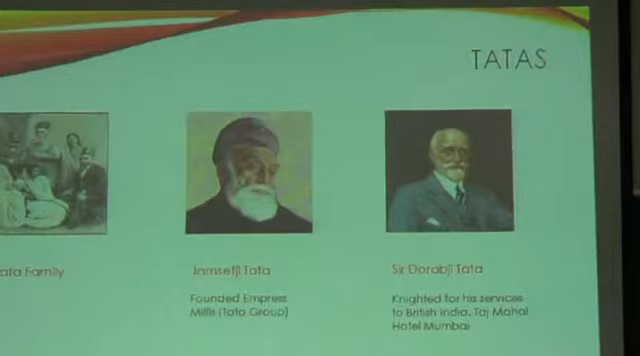 TATAS
ata Family
Jamsetji Tata
Sir Dorabji Tata
Founded Empress
Mills (Tata Group)
Knighted for his services
to British India. Taj Mahal
Hotel Mumbai